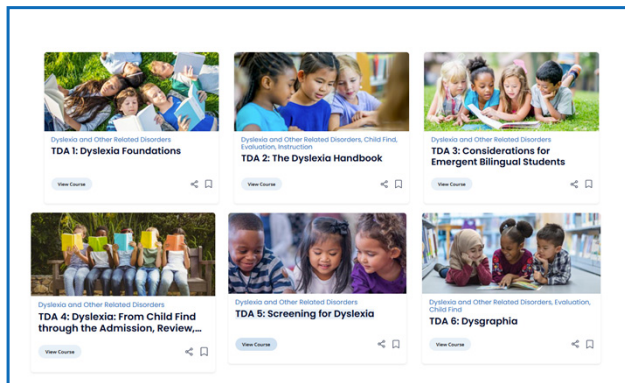 Dyslexia and Other Related Disorders
TDA 1: Dyslexia Foundations
View Course
Dyslexia and Other Related Disorders, Child Find,
Evaluation, Instruction
TDA 2: The Dyslexia Handbook
View Course
Dyslexia and Other Related Disorders
TDA 3: Considerations for
Emergent Bilingual Students
View Course
Dyslexia and Other Related Disorders
TDA 4: Dyslexia: From Child Find
through the Admission, Review,...
View Course
Dyslexia and Other Related Disorders
TDA 5: Screening for Dyslexia
View Course
Dyslexia and Other Related Disorders, Evaluation,
Child Find
TDA 6: Dysgraphia
View Course